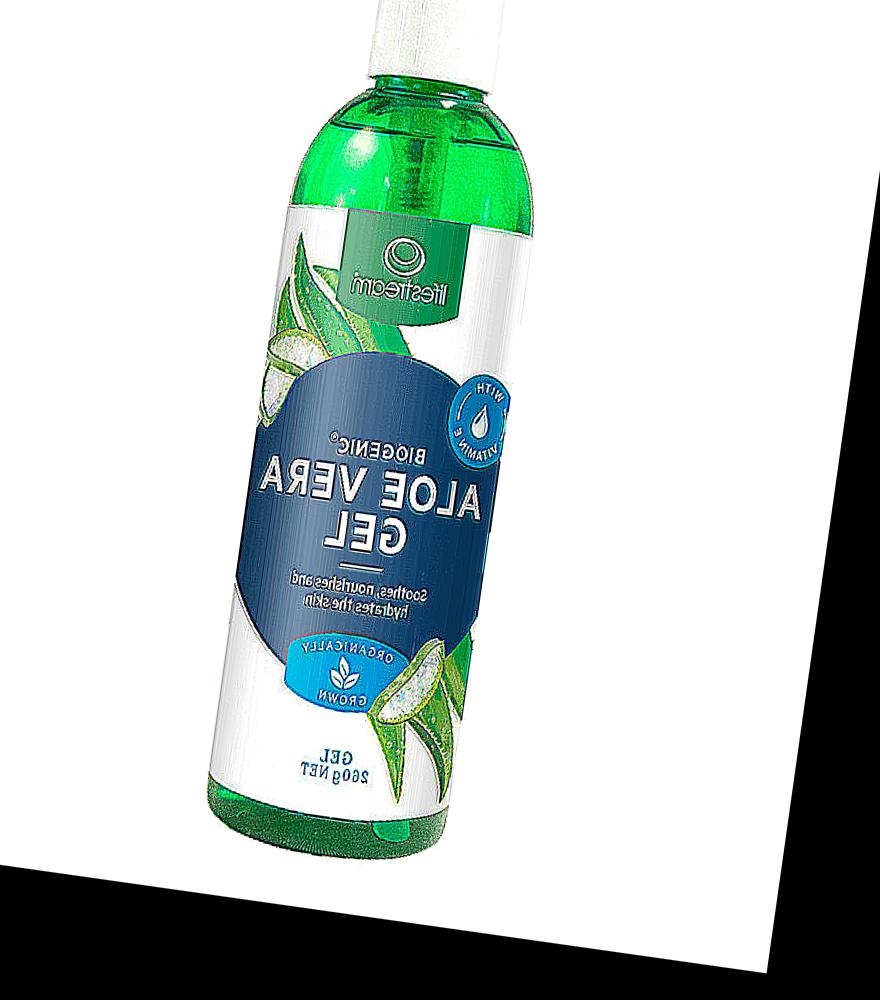 lifestream
WITH
VITAMIN E
BIOGENIC®
ALOE VERA
GEL
Soothes, nourishes and
hydrates the skin
ORGANICALLY
GROWN
GEL
260g NET